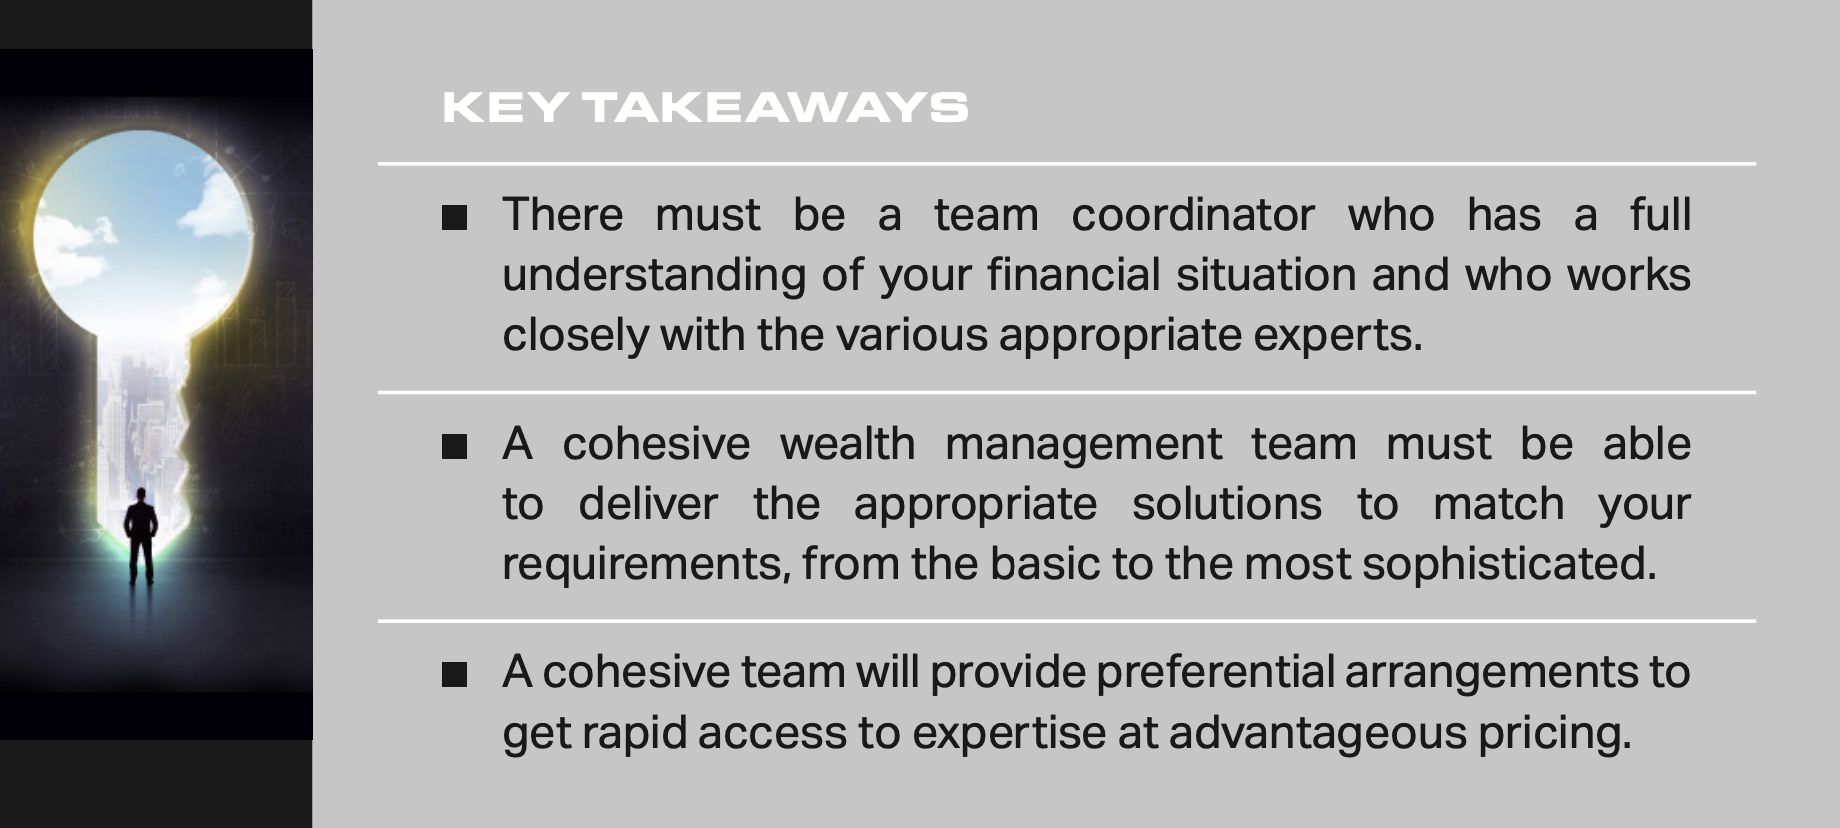 KEY TAKEAWAYS
■ There must be a team coordinator who has a full
understanding of your financial situation and who works
closely with the various appropriate experts.
■ A cohesive wealth management team must be able
to deliver the appropriate solutions to match your
requirements, from the basic to the most sophisticated.
■ A cohesive team will provide preferential arrangements to
get rapid access to expertise at advantageous pricing.